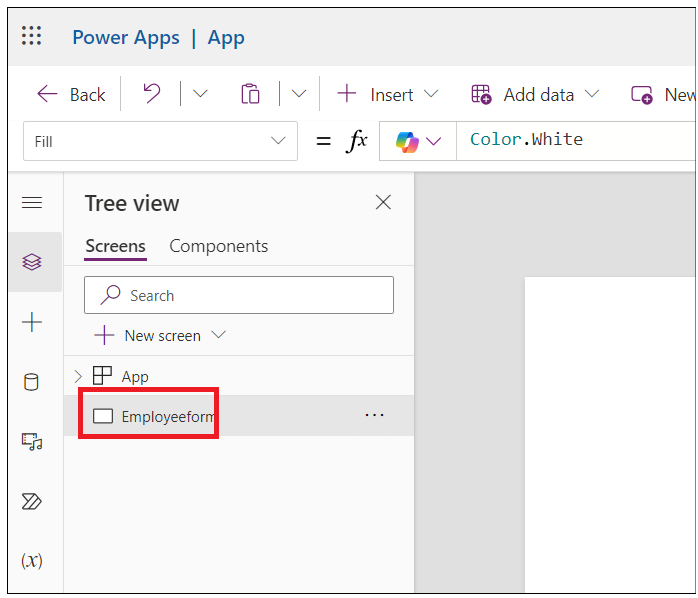 Power Apps | App
Back
Insert
Add data
New
Fill
= fx
Color.White
Tree view
Screens Components
Search
New screen
App
Employeeform
...
(x)